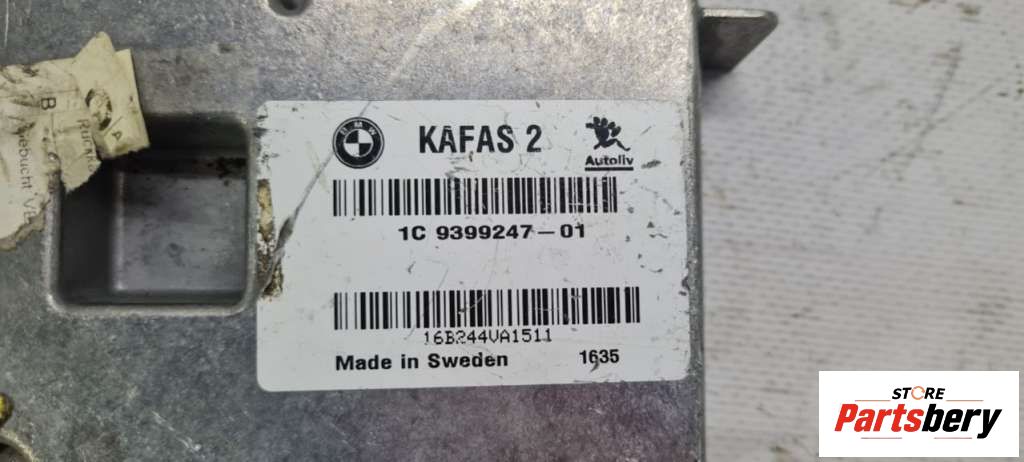 BMW
KAFAS 2
Autoliv
1C 9399247-01
16B244VA1511
Made in Sweden 1635
B
STORE
Partsbery